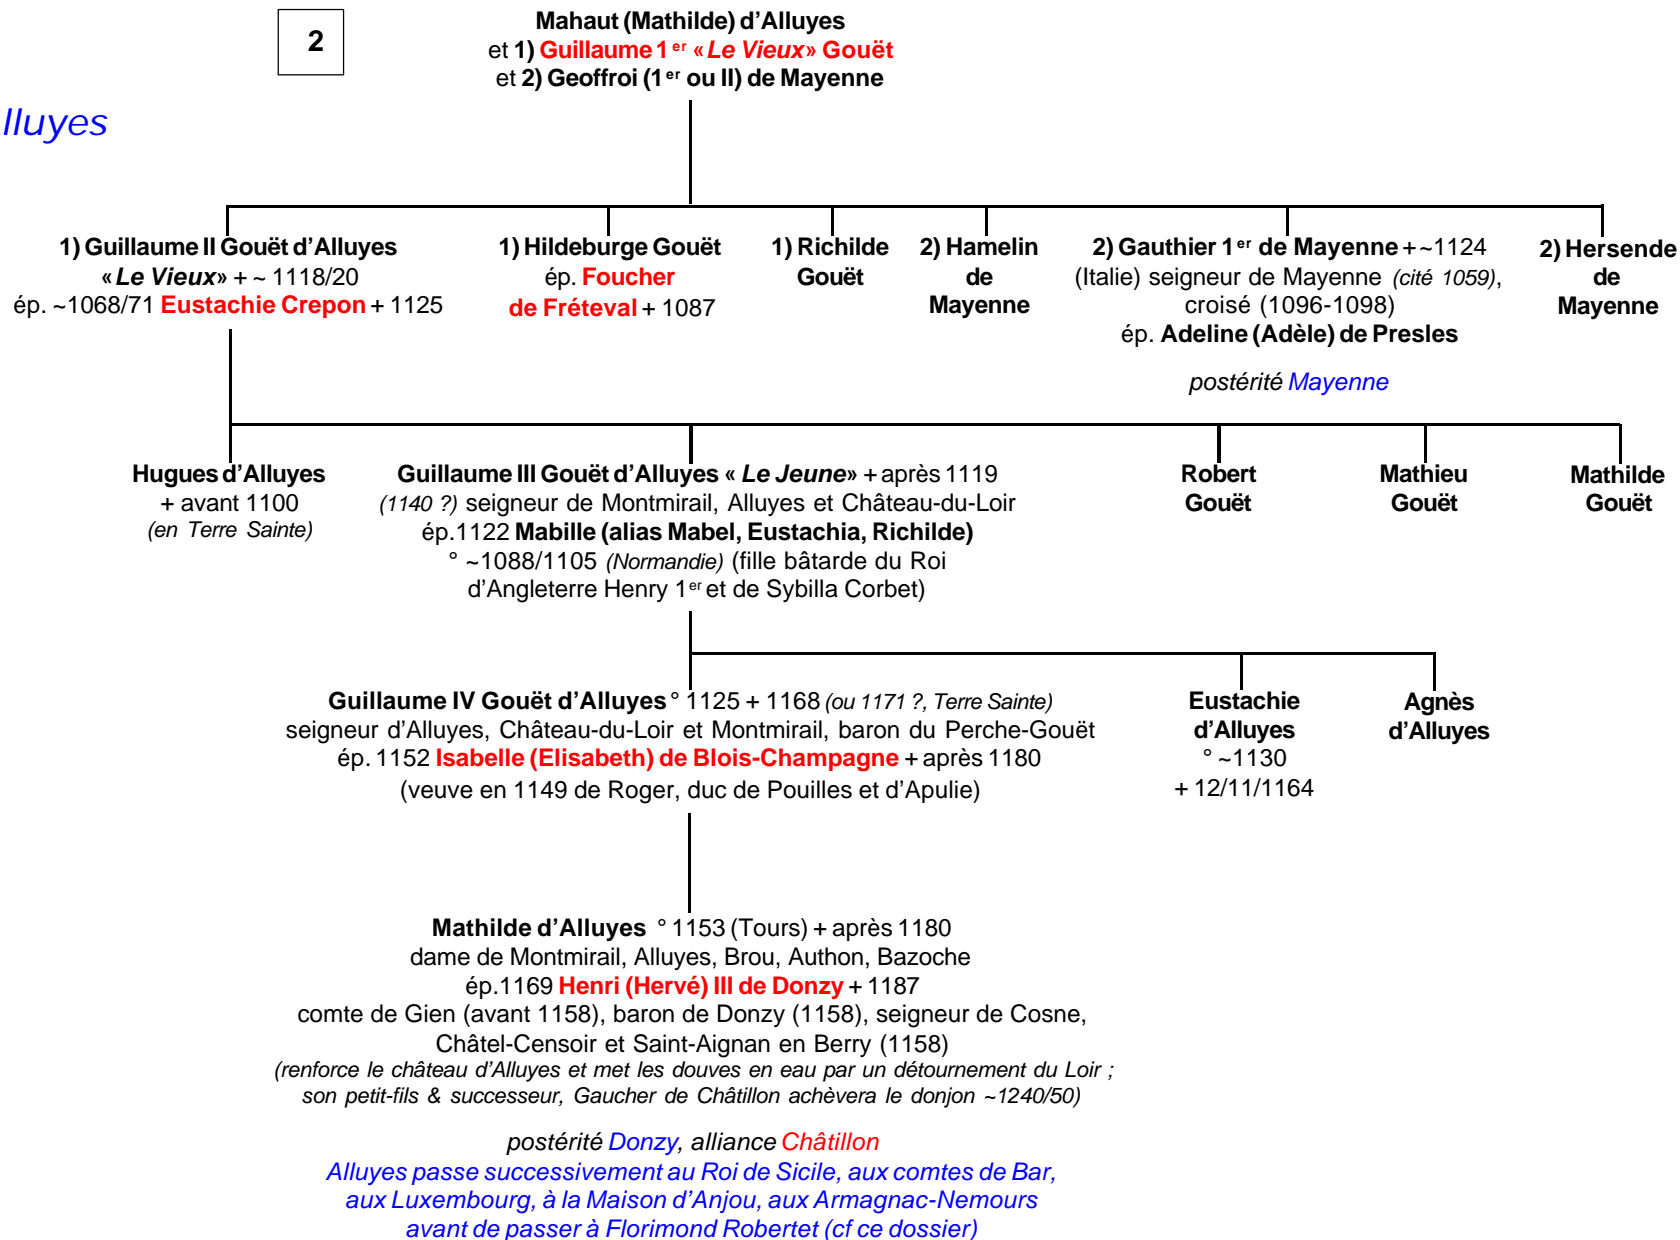 2
Mahaut (Mathilde) d'Alluyes
et 1) Guillaume 1er «Le Vieux» Gouët
et 2) Geoffroi (1er ou II) de Mayenne
lluyes
1) Guillaume II Gouët d'Alluyes
«Le Vieux» + ~ 1118/20
ép. ~1068/71 Eustachie Crepon + 1125
1) Hildeburge Gouët
ép. Foucher
de Fréteval + 1087
1) Richilde
Gouët
2) Hamelin
de
Mayenne
2) Gauthier 1er de Mayenne + ~1124
(Italie) seigneur de Mayenne (cité 1059),
croisé (1096-1098)
ép. Adeline (Adèle) de Presles
postérité Mayenne
2) Hersende
de
Mayenne
Hugues d'Alluyes
+ avant 1100
(en Terre Sainte)
Guillaume III Gouët d'Alluyes « Le Jeune» + après 1119
(1140 ?) seigneur de Montmirail, Alluyes et Château-du-Loir
ép.1122 Mabille (alias Mabel, Eustachia, Richilde)
° ~1088/1105 (Normandie) (fille bâtarde du Roi
d'Angleterre Henry 1er et de Sybilla Corbet)
Robert
Gouët
Mathieu
Gouët
Mathilde
Gouët
Guillaume IV Gouët d'Alluyes ° 1125 + 1168 (ou 1171 ?, Terre Sainte)
seigneur d'Alluyes, Château-du-Loir et Montmirail, baron du Perche-Gouët
ép. 1152 Isabelle (Elisabeth) de Blois-Champagne + après 1180
(veuve en 1149 de Roger, duc de Pouilles et d'Apulie)
Eustachie
d'Alluyes
° ~1130
+ 12/11/1164
Agnès
d'Alluyes
Mathilde d'Alluyes ° 1153 (Tours) + après 1180
dame de Montmirail, Alluyes, Brou, Authon, Bazoche
ép.1169 Henri (Hervé) III de Donzy + 1187
comte de Gien (avant 1158), baron de Donzy (1158), seigneur de Cosne,
Châtel-Censoir et Saint-Aignan en Berry (1158)
(renforce le château d'Alluyes et met les douves en eau par un détournement du Loir ;
son petit-fils & successeur, Gaucher de Châtillon achèvera le donjon ~1240/50)
postérité Donzy, alliance Châtillon
Alluyes passe successivement au Roi de Sicile, aux comtes de Bar,
aux Luxembourg, à la Maison d'Anjou, aux Armagnac-Nemours
avant de passer à Florimond Robertet (cf ce dossier)